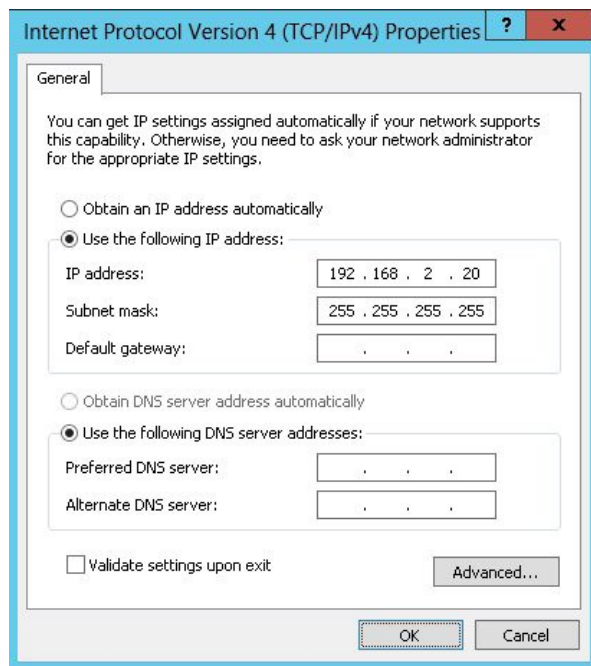 Internet Protocol Version 4 (TCP/IPv4) Properties ? x
General
You can get IP settings assigned automatically if your network supports
this capability. Otherwise, you need to ask your network administrator
for the appropriate IP settings.
Obtain an IP address automatically
Use the following IP address:
IP address: 192 . 168 . 2 . 20
Subnet mask: 255 . 255 . 255 . 255
Default gateway: . . .
Obtain DNS server address automatically
Use the following DNS server addresses:
Preferred DNS server: . . .
Alternate DNS server: . . .
Validate settings upon exit
Advanced...
OK Cancel